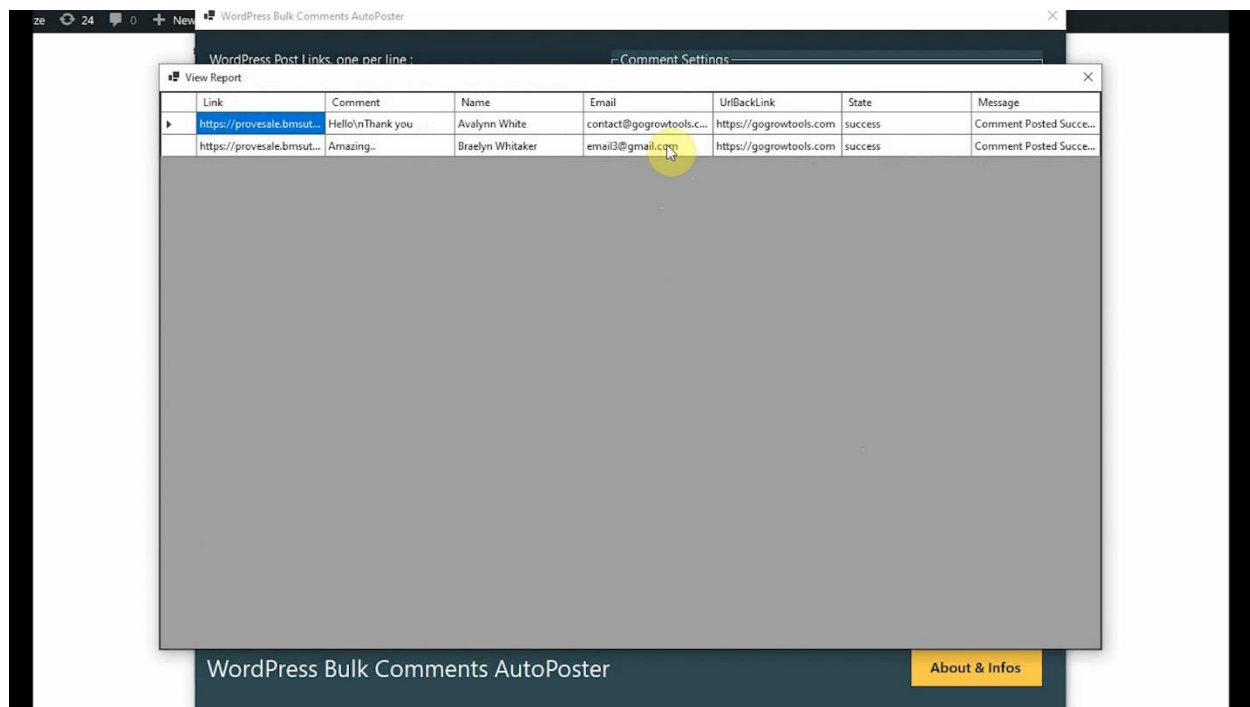 ze 24 0 + New
WordPress Bulk Comments AutoPoster
WordPress Post Links, one per line :
Comment Settings
View Report
Link Comment Name Email UrlBackLink State Message
https://provesale.bmsut... Hello\nThank you Avalynn White contact@gogrowtools.c... https://gogrowtools.com success Comment Posted Succe...
https://provesale.bmsut... Amazing.. Braelyn Whitaker email3@gmail.com https://gogrowtools.com success Comment Posted Succe...
WordPress Bulk Comments AutoPoster
About & Infos